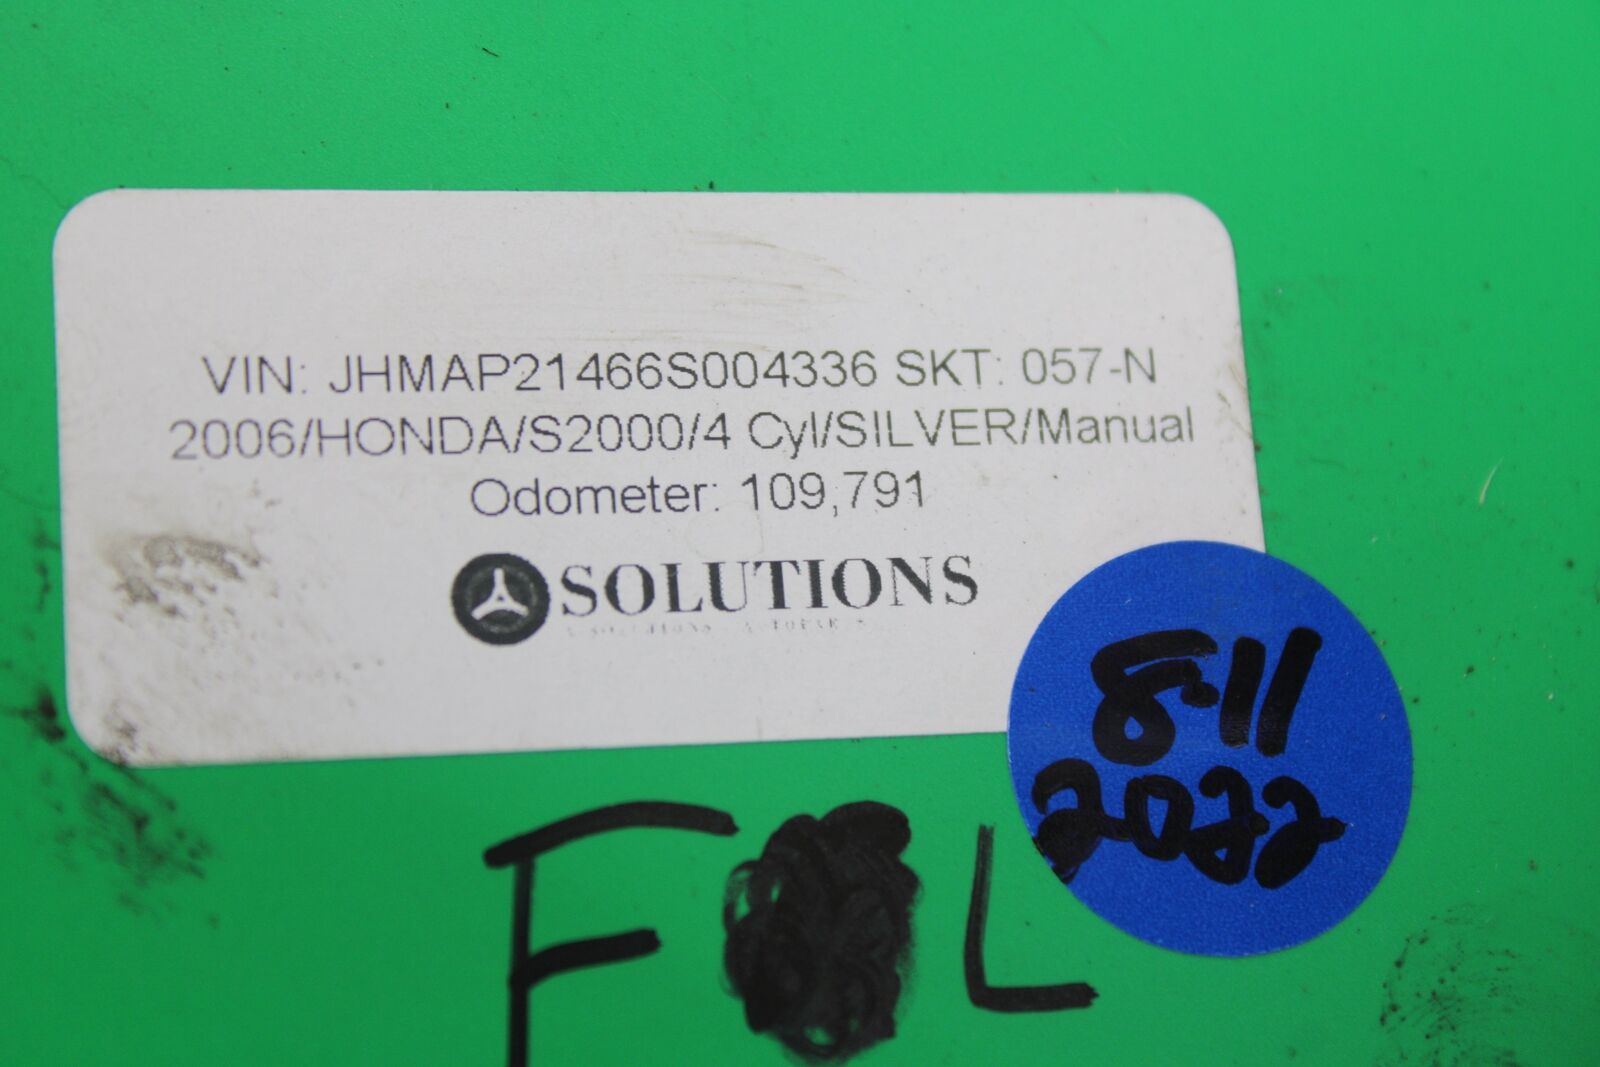 VIN: JHMAP21466S004336 SKT: 057-N
2006/HONDA/S2000/4 Cyl/SILVER/Manual
Odometer: 109,791
SOLUTIONS
8-11
2022
F L